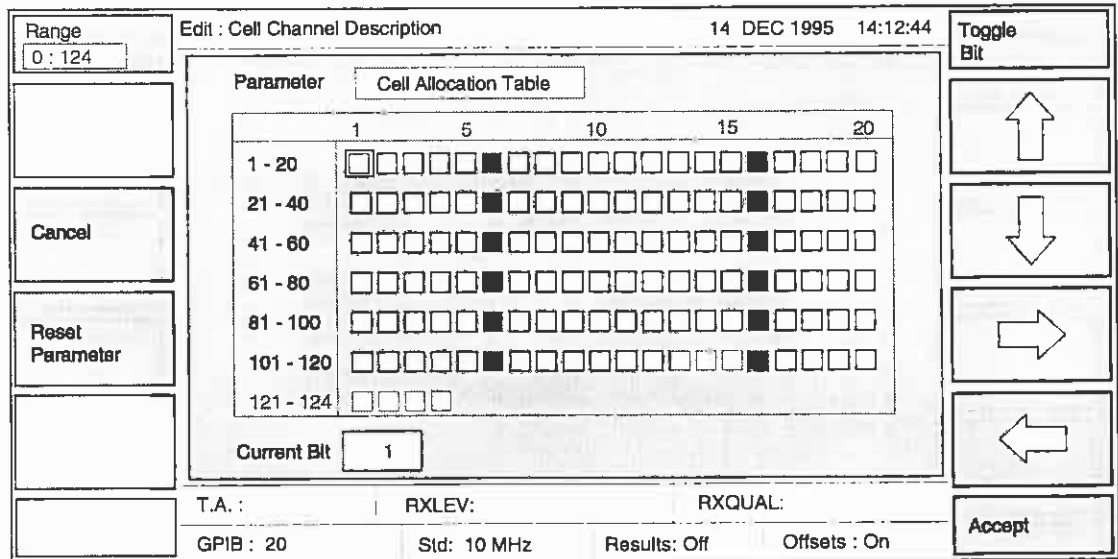 Range
0 : 124
Cancel
Reset
Parameter
Edit : Cell Channel Description 14 DEC 1995 14:12:44
Parameter Cell Allocation Table
1 5 10 15 20
1 - 20
21 - 40
41 - 60
61 - 80
81 - 100
101 - 120
121 - 124
Current Bit 1
T.A. : RXLEV: RXQUAL:
GPIB : 20 Std: 10 MHz Results: Off Offsets : On
Toggle
Bit
Accept